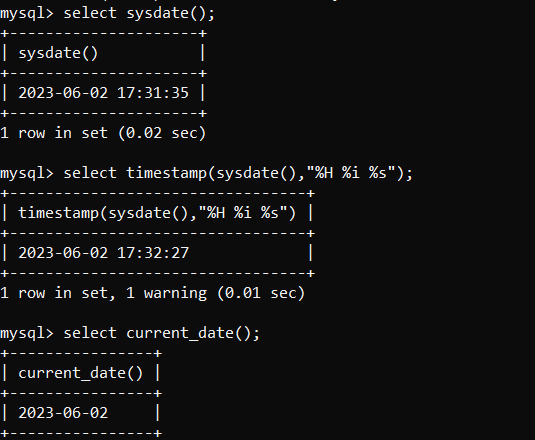 mysql> select sysdate();
+---------------------+
| sysdate()           |
+---------------------+
| 2023-06-02 17:31:35 |
+---------------------+
1 row in set (0.02 sec)

mysql> select timestamp(sysdate(),"%H %i %s");
+---------------------------------+
| timestamp(sysdate(),"%H %i %s") |
+---------------------------------+
| 2023-06-02 17:32:27             |
+---------------------------------+
1 row in set, 1 warning (0.01 sec)

mysql> select current_date();
+----------------+
| current_date() |
+----------------+
| 2023-06-02     |
+----------------+